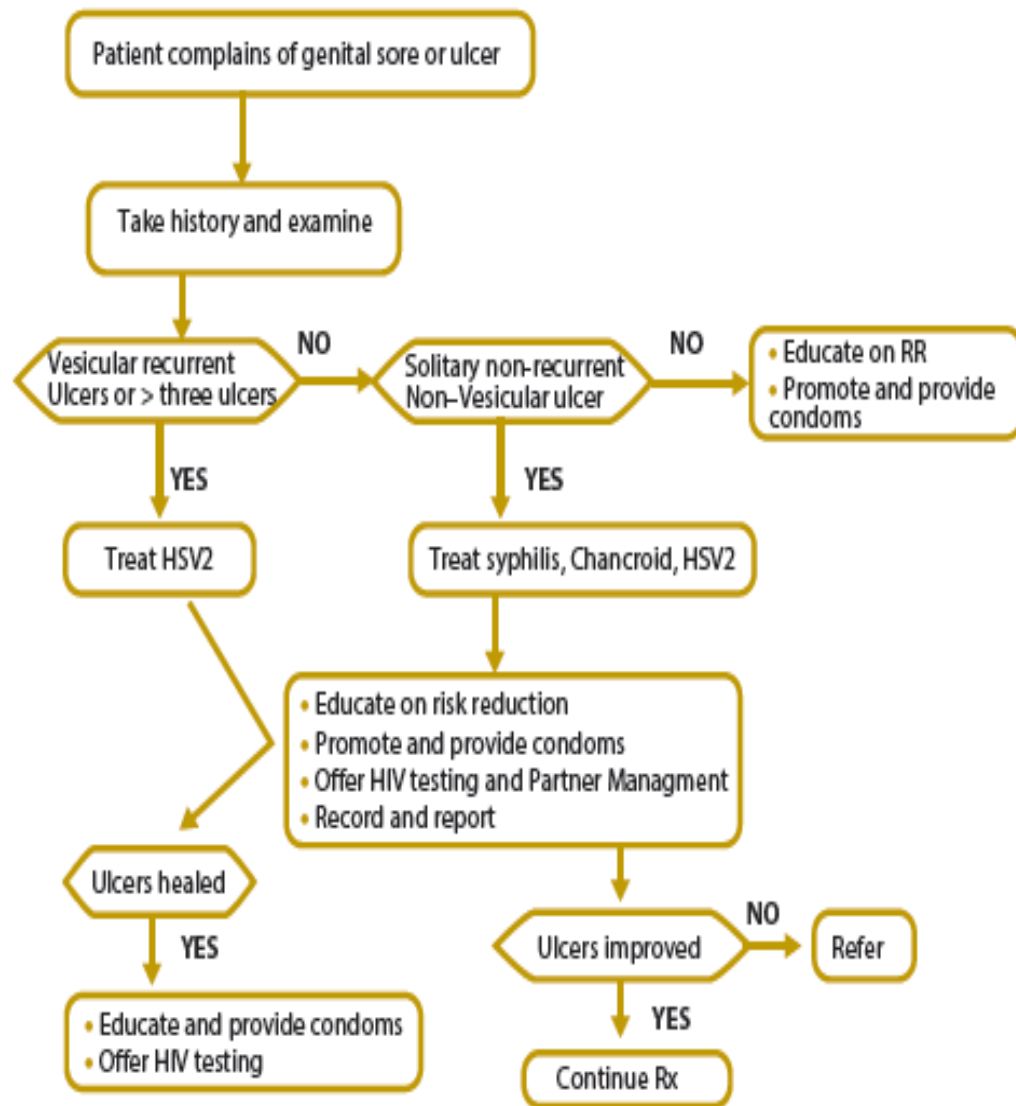 Patient complains of genital sore or ulcer
Take history and examine
Vesicular recurrent
Ulcers or > three ulcers
NO
Solitary non-recurrent
Non–Vesicular ulcer
NO
• Educate on RR
• Promote and provide
condoms
YES
YES
Treat HSV2
Treat syphilis, Chancroid, HSV2
• Educate on risk reduction
• Promote and provide condoms
• Offer HIV testing and Partner Managment
• Record and report
Ulcers healed
YES
Ulcers improved
NO
Refer
• Educate and provide condoms
• Offer HIV testing
YES
Continue Rx